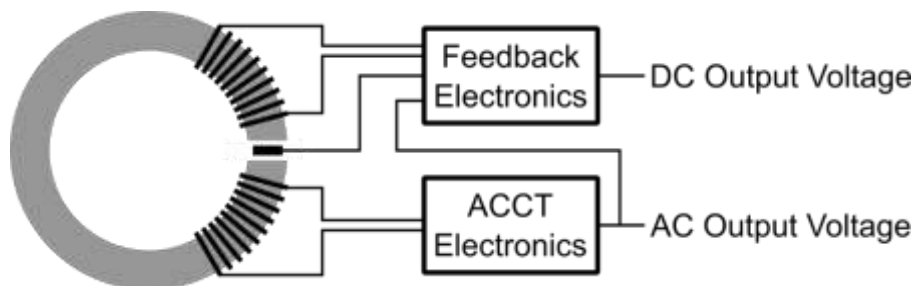 Feedback
Electronics
DC Output Voltage
ACCT
Electronics
AC Output Voltage